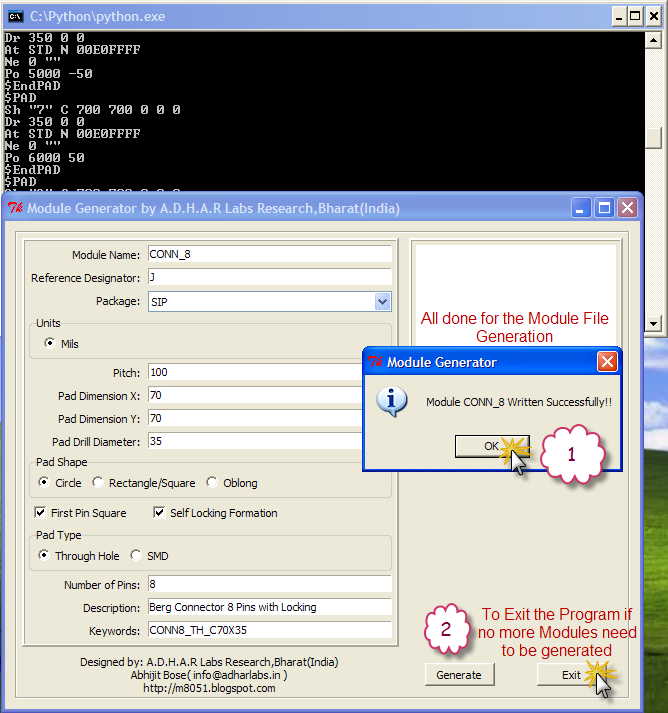 C:\Python\python.exe
Dr 350 0 0
At STD N 00E0FFFF
Ne 0 ""
Po 5000 -50
$EndPAD
$PAD
Sh "7" C 700 700 0 0 0
Dr 350 0 0
At STD N 00E0FFFF
Ne 0 ""
Po 6000 50
$EndPAD
$PAD
Module Generator by A.D.H.A.R Labs Research,Bharat(India)
Module Name: CONN_8
Reference Designator: J
Package: SIP
Units
Mils
Pitch: 100
Pad Dimension X: 70
Pad Dimension Y: 70
Pad Drill Diameter: 35
Pad Shape
Circle Rectangle/Square Oblong
First Pin Square Self Locking Formation
Pad Type
Through Hole SMD
Number of Pins: 8
Description: Berg Connector 8 Pins with Locking
Keywords: CONN8_TH_C70X35
Designed by: A.D.H.A.R Labs Research,Bharat(India)
Abhijit Bose( info@adharlabs.in )
http://m8051.blogspot.com
All done for the Module File
Generation
Module Generator
Module CONN_8 Written Successfully!!
OK
1
2
To Exit the Program if
no more Modules need
to be generated
Generate
Exit